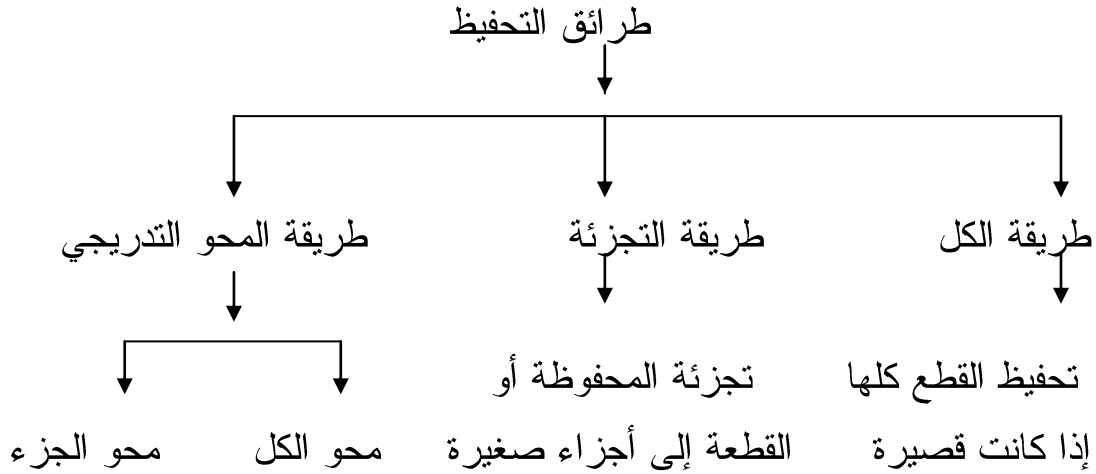 طرائق التحفيظ
طريقة الكل
طريقة التجزئة
طريقة المحو التدريجي
تحفيظ القطع كلها
إذا كانت قصيرة
تجزئة المحفوظة أو
القطعة إلى أجزاء صغيرة
محو الكل
محو الجزء